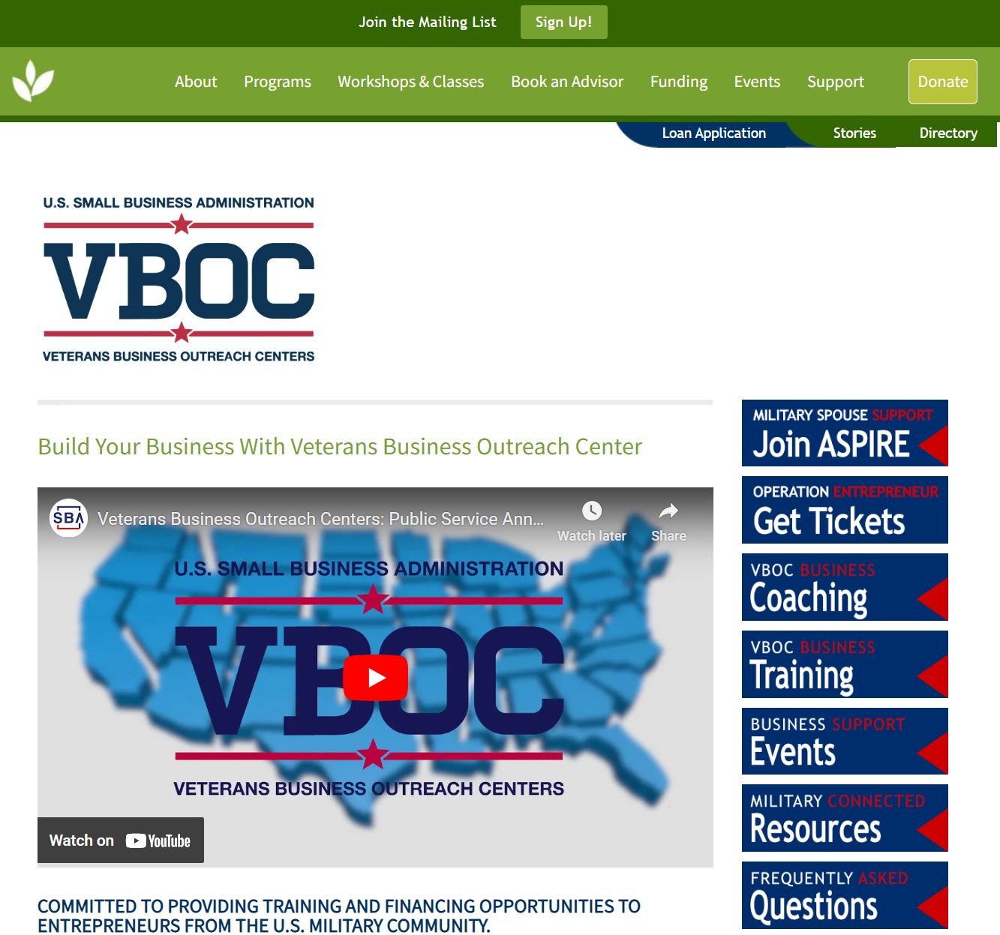 Join the Mailing List Sign Up!
About Programs Workshops & Classes Book an Advisor Funding Events Support Donate
Loan Application Stories Directory
U.S. SMALL BUSINESS ADMINISTRATION
VBOC
VETERANS BUSINESS OUTREACH CENTERS
Build Your Business With Veterans Business Outreach Center
SBA Veterans Business Outreach Centers: Public Service Ann...
Watch later Share
U.S. SMALL BUSINESS ADMINISTRATION
VBOC
VETERANS BUSINESS OUTREACH CENTERS
Watch on YouTube
COMMITTED TO PROVIDING TRAINING AND FINANCING OPPORTUNITIES TO
ENTREPRENEURS FROM THE U.S. MILITARY COMMUNITY.
MILITARY SPOUSE SUPPORT
Join ASPIRE
OPERATION ENTREPRENEUR
Get Tickets
VBOC BUSINESS
Coaching
VBOC BUSINESS
Training
BUSINESS SUPPORT
Events
MILITARY CONNECTED
Resources
FREQUENTLY ASKED
Questions